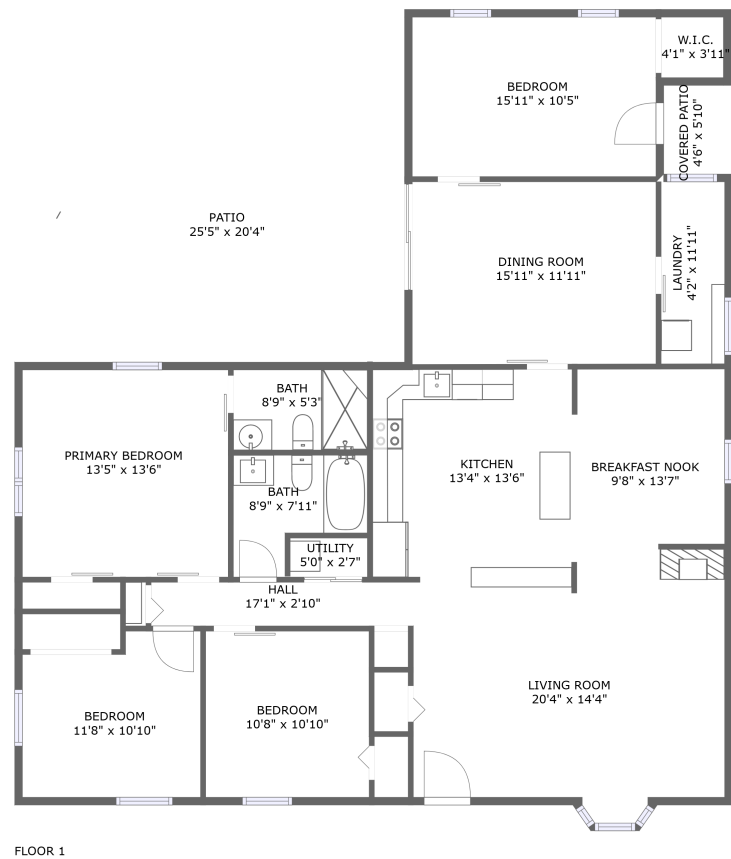 W.I.C.
4'1" x 3'11"
BEDROOM
15'11" x 10'5"
COVERED PATIO
4'6" x 5'10"
PATIO
25'5" x 20'4"
DINING ROOM
15'11" x 11'11"
LAUNDRY
4'2" x 11'11"
BATH
8'9" x 5'3"
PRIMARY BEDROOM
13'5" x 13'6"
KITCHEN
13'4" x 13'6"
BREAKFAST NOOK
9'8" x 13'7"
BATH
8'9" x 7'11"
UTILITY
5'0" x 2'7"
HALL
17'1" x 2'10"
LIVING ROOM
20'4" x 14'4"
BEDROOM
11'8" x 10'10"
BEDROOM
10'8" x 10'10"
FLOOR 1